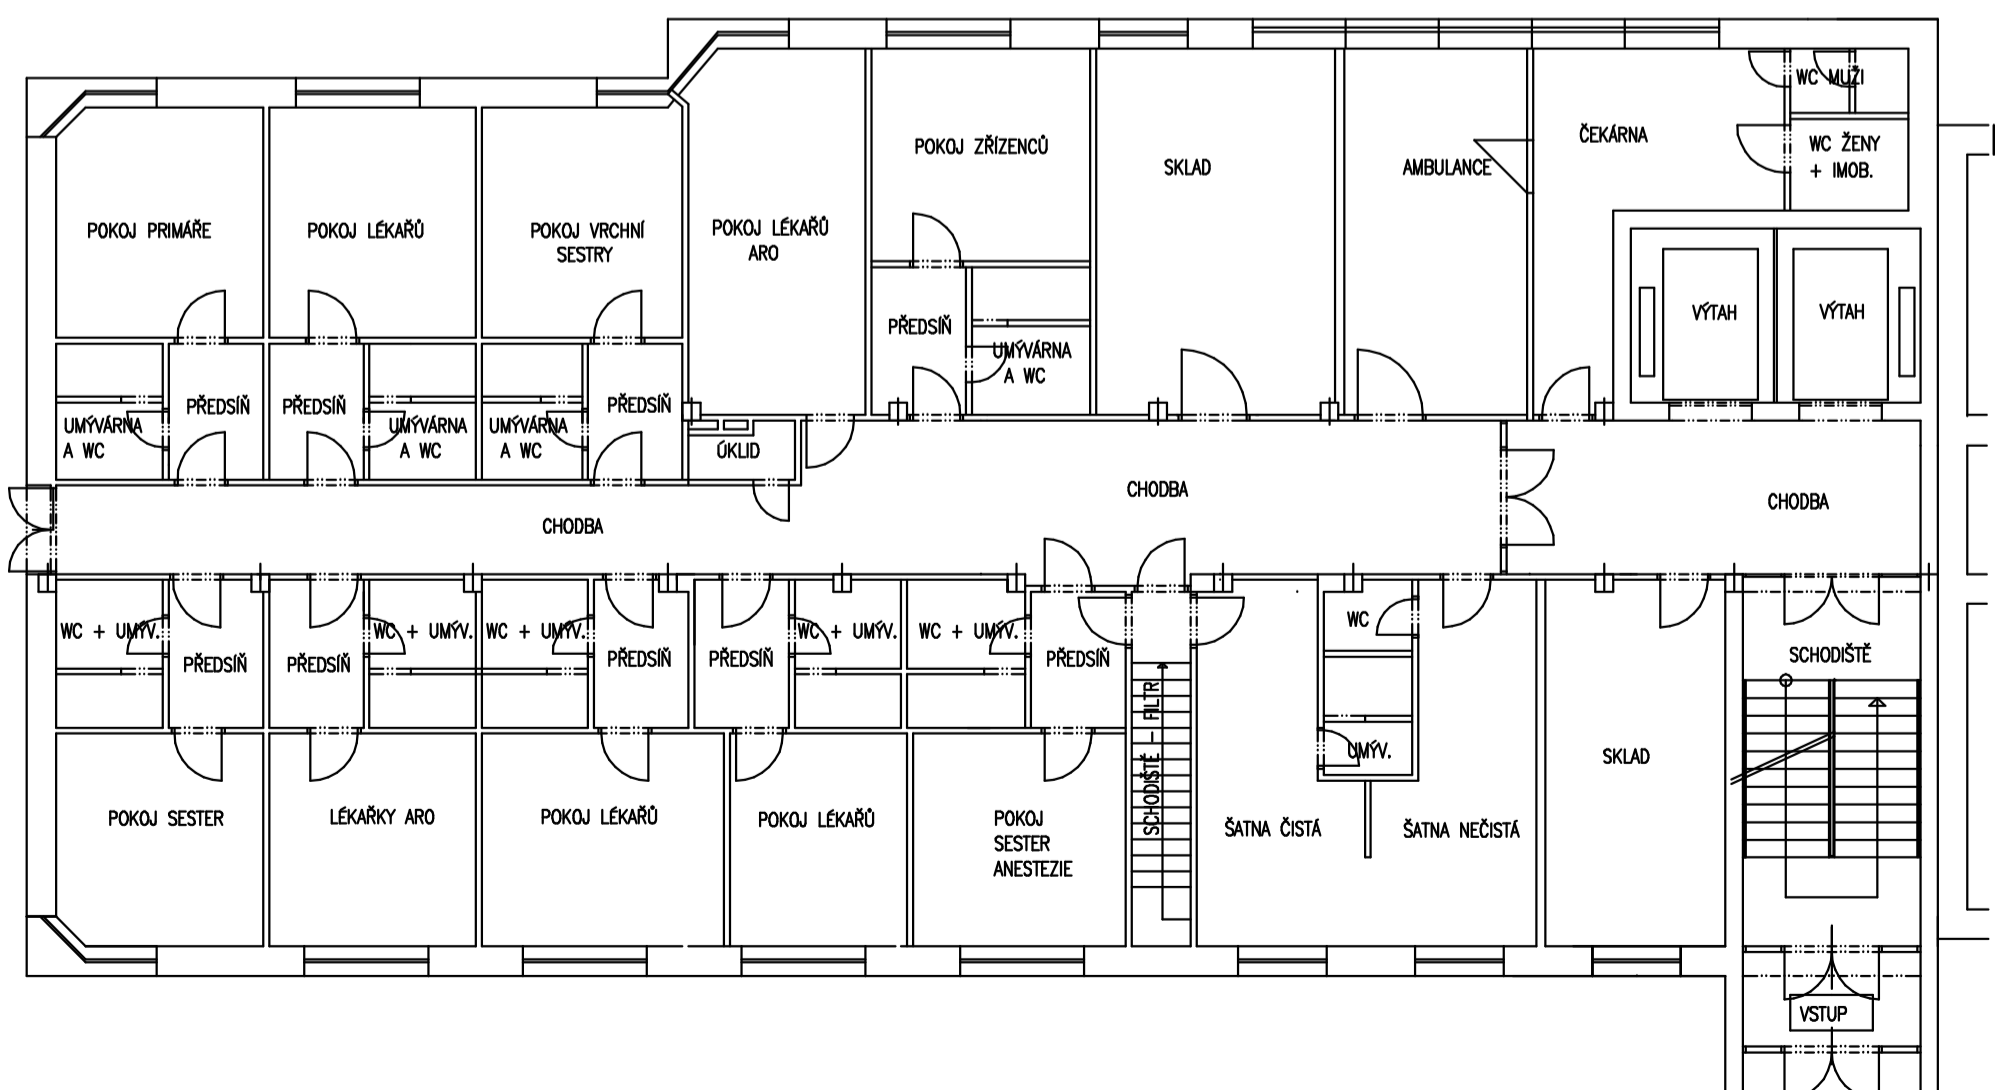 WC MUŽI
ČEKÁRNA
POKOJ ZŘÍZENCŮ
WC ŽENY
+ IMOB.
SKLAD
AMBULANCE
POKOJ PRIMÁŘE
POKOJ LÉKAŘŮ
POKOJ VRCHNÍ
SESTRY
POKOJ LÉKAŘŮ
ARO
VÝTAH
VÝTAH
PŘEDSÍŇ
UMÝVÁRNA
A WC
PŘEDSÍŇ
PŘEDSÍŇ
PŘEDSÍŇ
UMÝVÁRNA
A WC
UMÝVÁRNA
A WC
UMÝVÁRNA
A WC
ÚKLID
CHODBA
CHODBA
CHODBA
WC
WC + UMÝV.
WC + UMÝV.
WC + UMÝV.
WC + UMÝV.
WC + UMÝV.
PŘEDSÍŇ
PŘEDSÍŇ
PŘEDSÍŇ
PŘEDSÍŇ
PŘEDSÍŇ
SCHODIŠTĚ
SCHODIŠTĚ - FILTR
UMÝV.
SKLAD
POKOJ SESTER
LÉKAŘKY ARO
POKOJ LÉKAŘŮ
POKOJ LÉKAŘŮ
POKOJ
SESTER
ANESTEZIE
ŠATNA ČISTÁ
ŠATNA NEČISTÁ
VSTUP